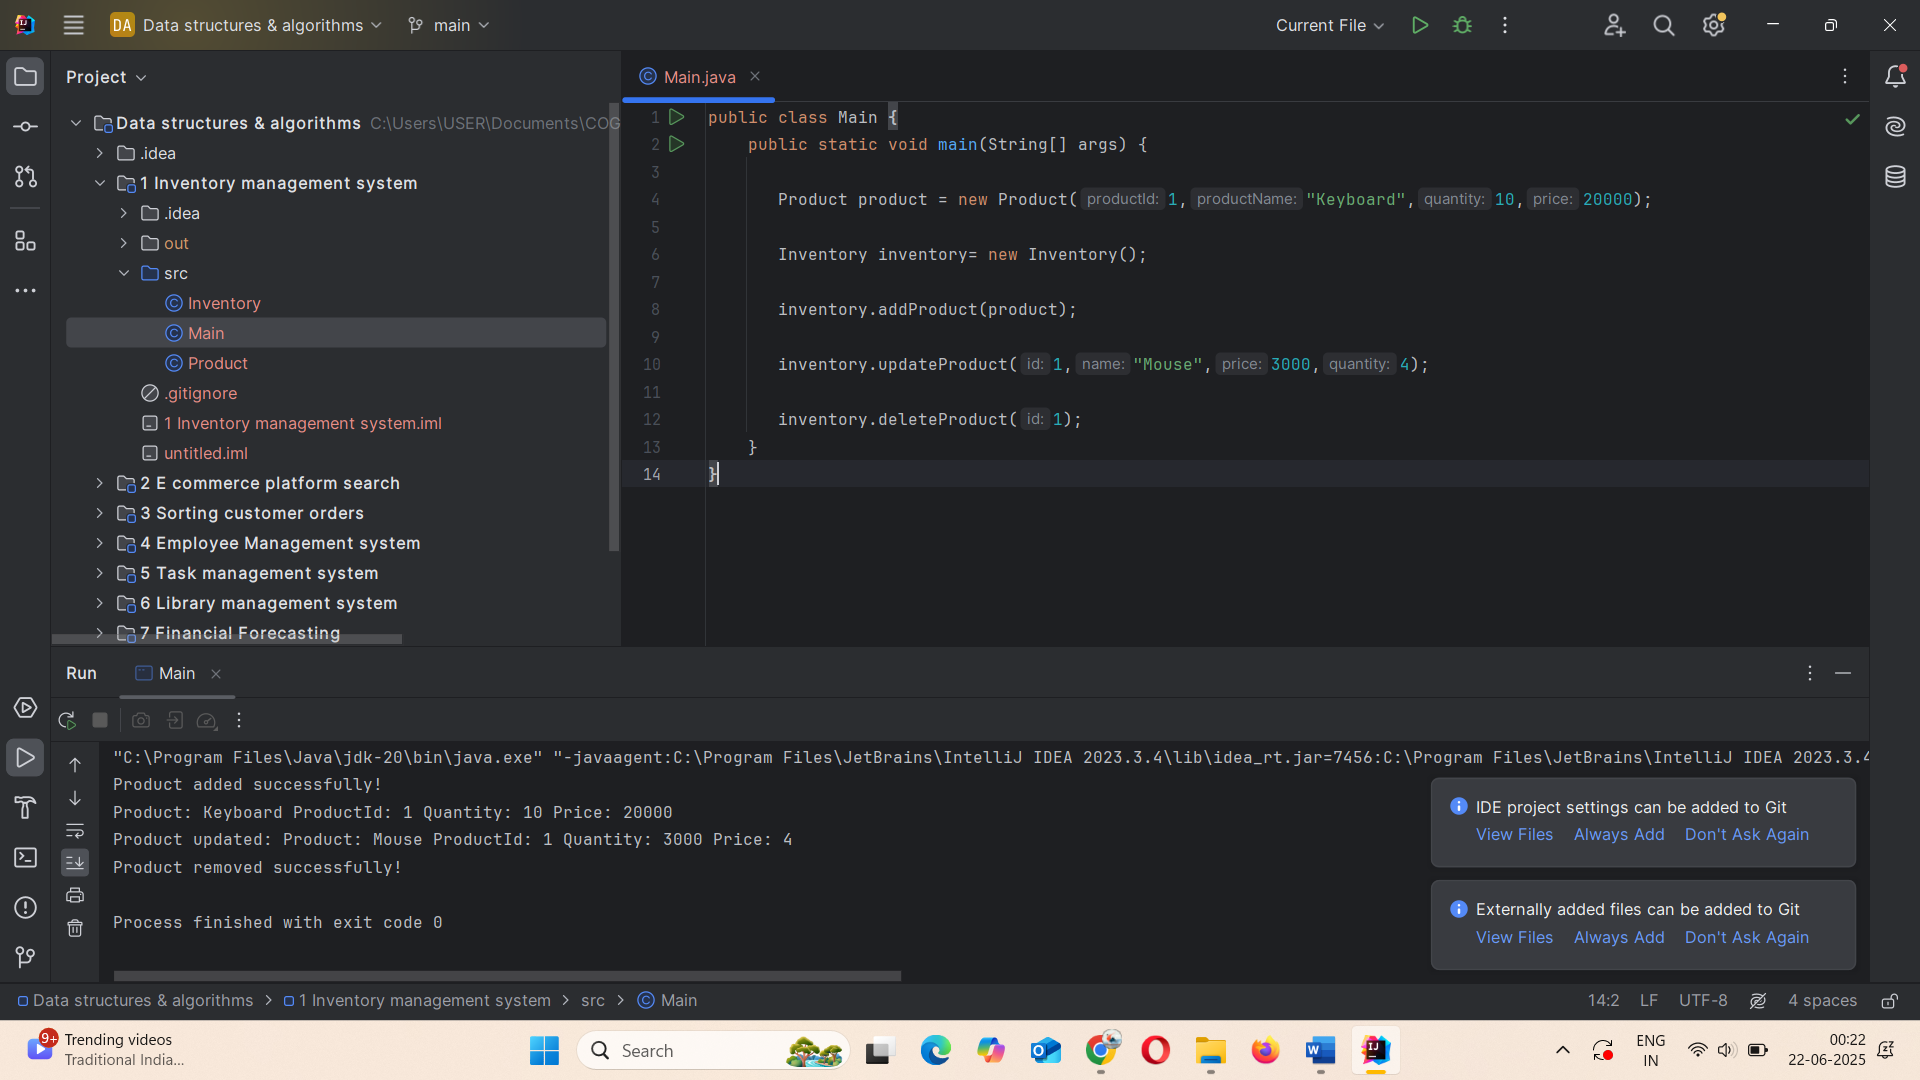 DA Data structures & algorithms main Current File
Project
Data structures & algorithms C:\Users\USER\Documents\COG
.idea
1 Inventory management system
.idea
out
src
Inventory
Main
Product
.gitignore
1 Inventory management system.iml
untitled.iml
2 E commerce platform search
3 Sorting customer orders
4 Employee Management system
5 Task management system
6 Library management system
7 Financial Forecasting
Main.java
1 public class Main {
2 public static void main(String[] args) {
3
4 Product product = new Product( productId: 1, productName: "Keyboard", quantity: 10, price: 20000);
5
6 Inventory inventory= new Inventory();
7
8 inventory.addProduct(product);
9
10 inventory.updateProduct( id: 1, name: "Mouse", price: 3000, quantity: 4);
11
12 inventory.deleteProduct( id: 1);
13 }
14 }
Run Main
"C:\Program Files\Java\jdk-20\bin\java.exe" "-javaagent:C:\Program Files\JetBrains\IntelliJ IDEA 2023.3.4\lib\idea_rt.jar=7456:C:\Program Files\JetBrains\IntelliJ IDEA 2023.3.4
Product added successfully!
Product: Keyboard ProductId: 1 Quantity: 10 Price: 20000
Product updated: Product: Mouse ProductId: 1 Quantity: 3000 Price: 4
Product removed successfully!
Process finished with exit code 0
IDE project settings can be added to Git
View Files Always Add Don't Ask Again
Externally added files can be added to Git
View Files Always Add Don't Ask Again
Data structures & algorithms > 1 Inventory management system > src > Main
14:2 LF UTF-8 4 spaces
9+ Trending videos
Traditional India...
Search
ENG
IN
00:22
22-06-2025